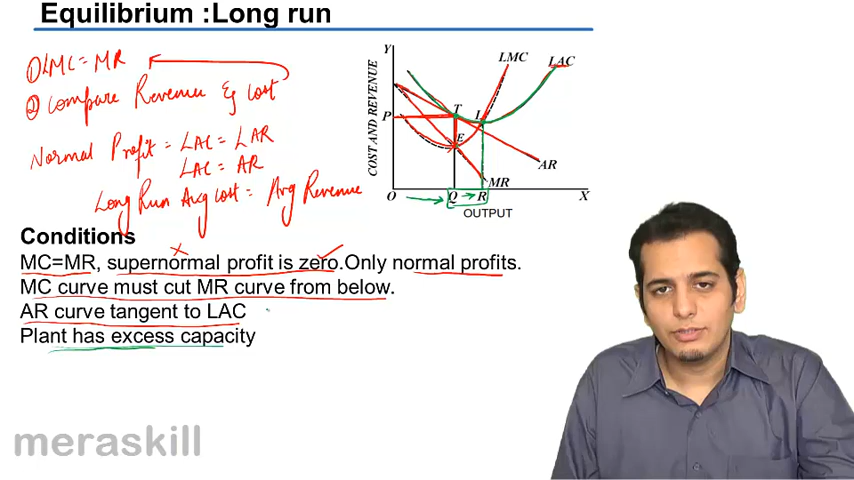 Equilibrium :Long run
① LMC = MR
② Compare Revenue & Cost
Normal Profit = LAC = LAR
LAC = AR
Long Run Avg Cost = Avg Revenue
Y
COST AND REVENUE
LMC
LAC
P
T
L
E
AR
MR
O
Q
R
X
OUTPUT
Conditions
MC=MR, supernormal profit is zero.Only normal profits.
MC curve must cut MR curve from below.
AR curve tangent to LAC
Plant has excess capacity
meraskill